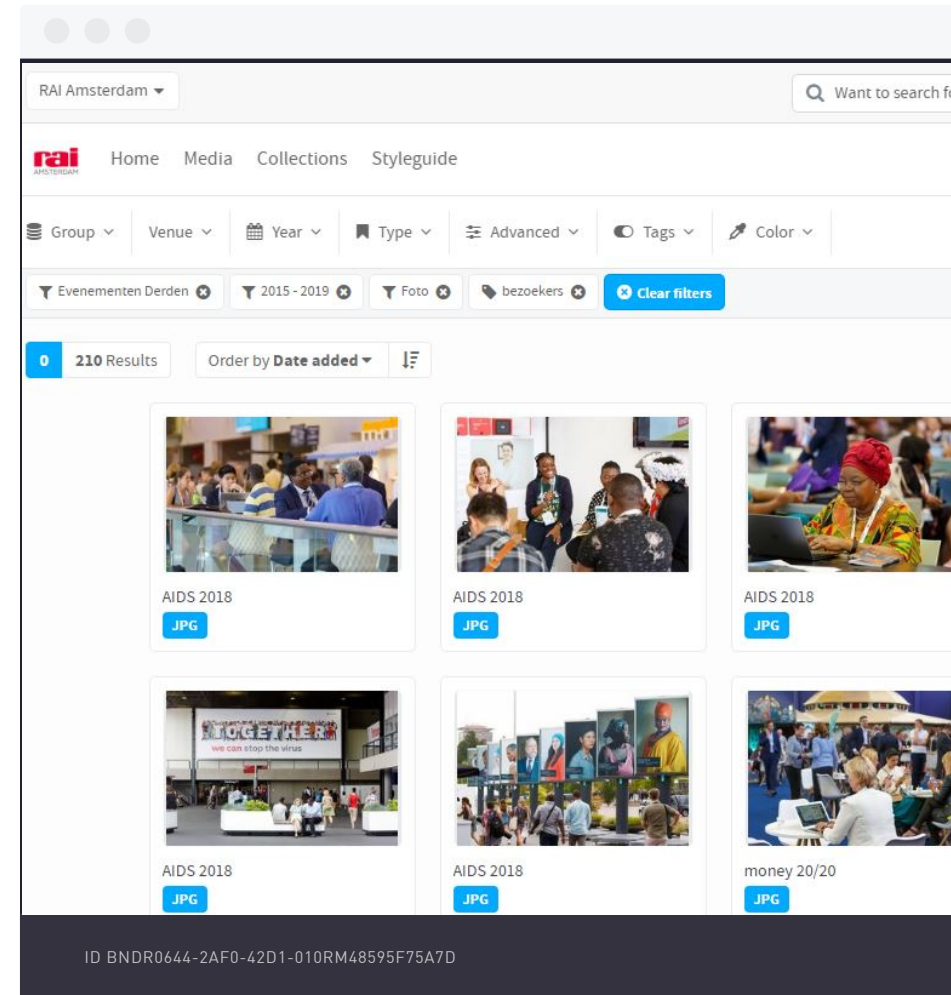 RAI Amsterdam
Want to search fo
rai
AMSTERDAM
Home Media Collections Styleguide
Group Venue Year Type Advanced Tags Color
Evenementen Derden 2015 - 2019 Foto bezoekers Clear filters
0 210 Results Order by Date added
AIDS 2018 AIDS 2018 AIDS 2018
JPG JPG JPG
TOGETHER
we can stop the virus
AIDS 2018 AIDS 2018 money 20/20
JPG JPG JPG
ID BNDR0644-2AF0-42D1-010RM48595F75A7D